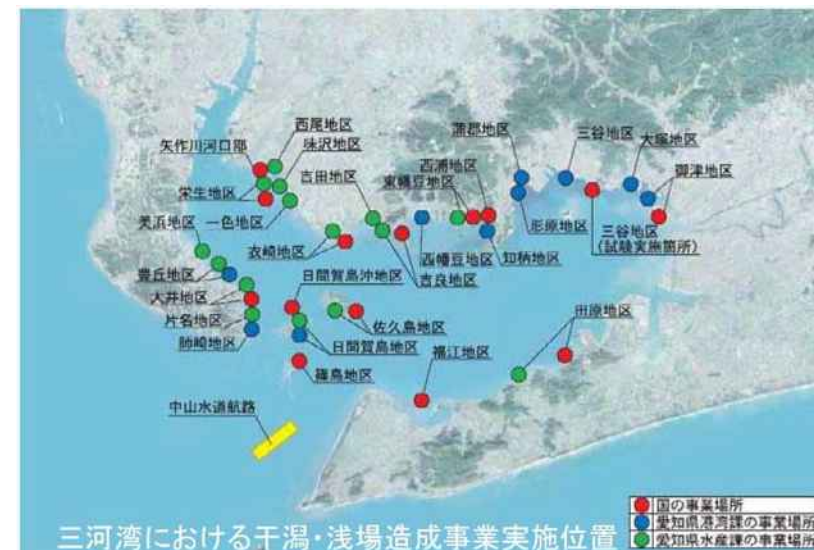 西尾地区
味沢地区
矢作川河口部
栄生地区
美浜地区
一色地区
吉田地区
蒲郡地区
三谷地区
大塚地区
御津地区
西浦地区
東幡豆地区
形原地区
三谷地区
(試験実施箇所)
知柄地区
西幡豆地区
吉良地区
衣崎地区
豊丘地区
大井地区
片名地区
師崎地区
日間賀島沖地区
佐久島地区
日間賀島地区
篠島地区
福江地区
田原地区
中山水道航路
三河湾における干潟・浅場造成事業実施位置
国の事業場所
愛知県港湾課の事業場所
愛知県水産課の事業場所